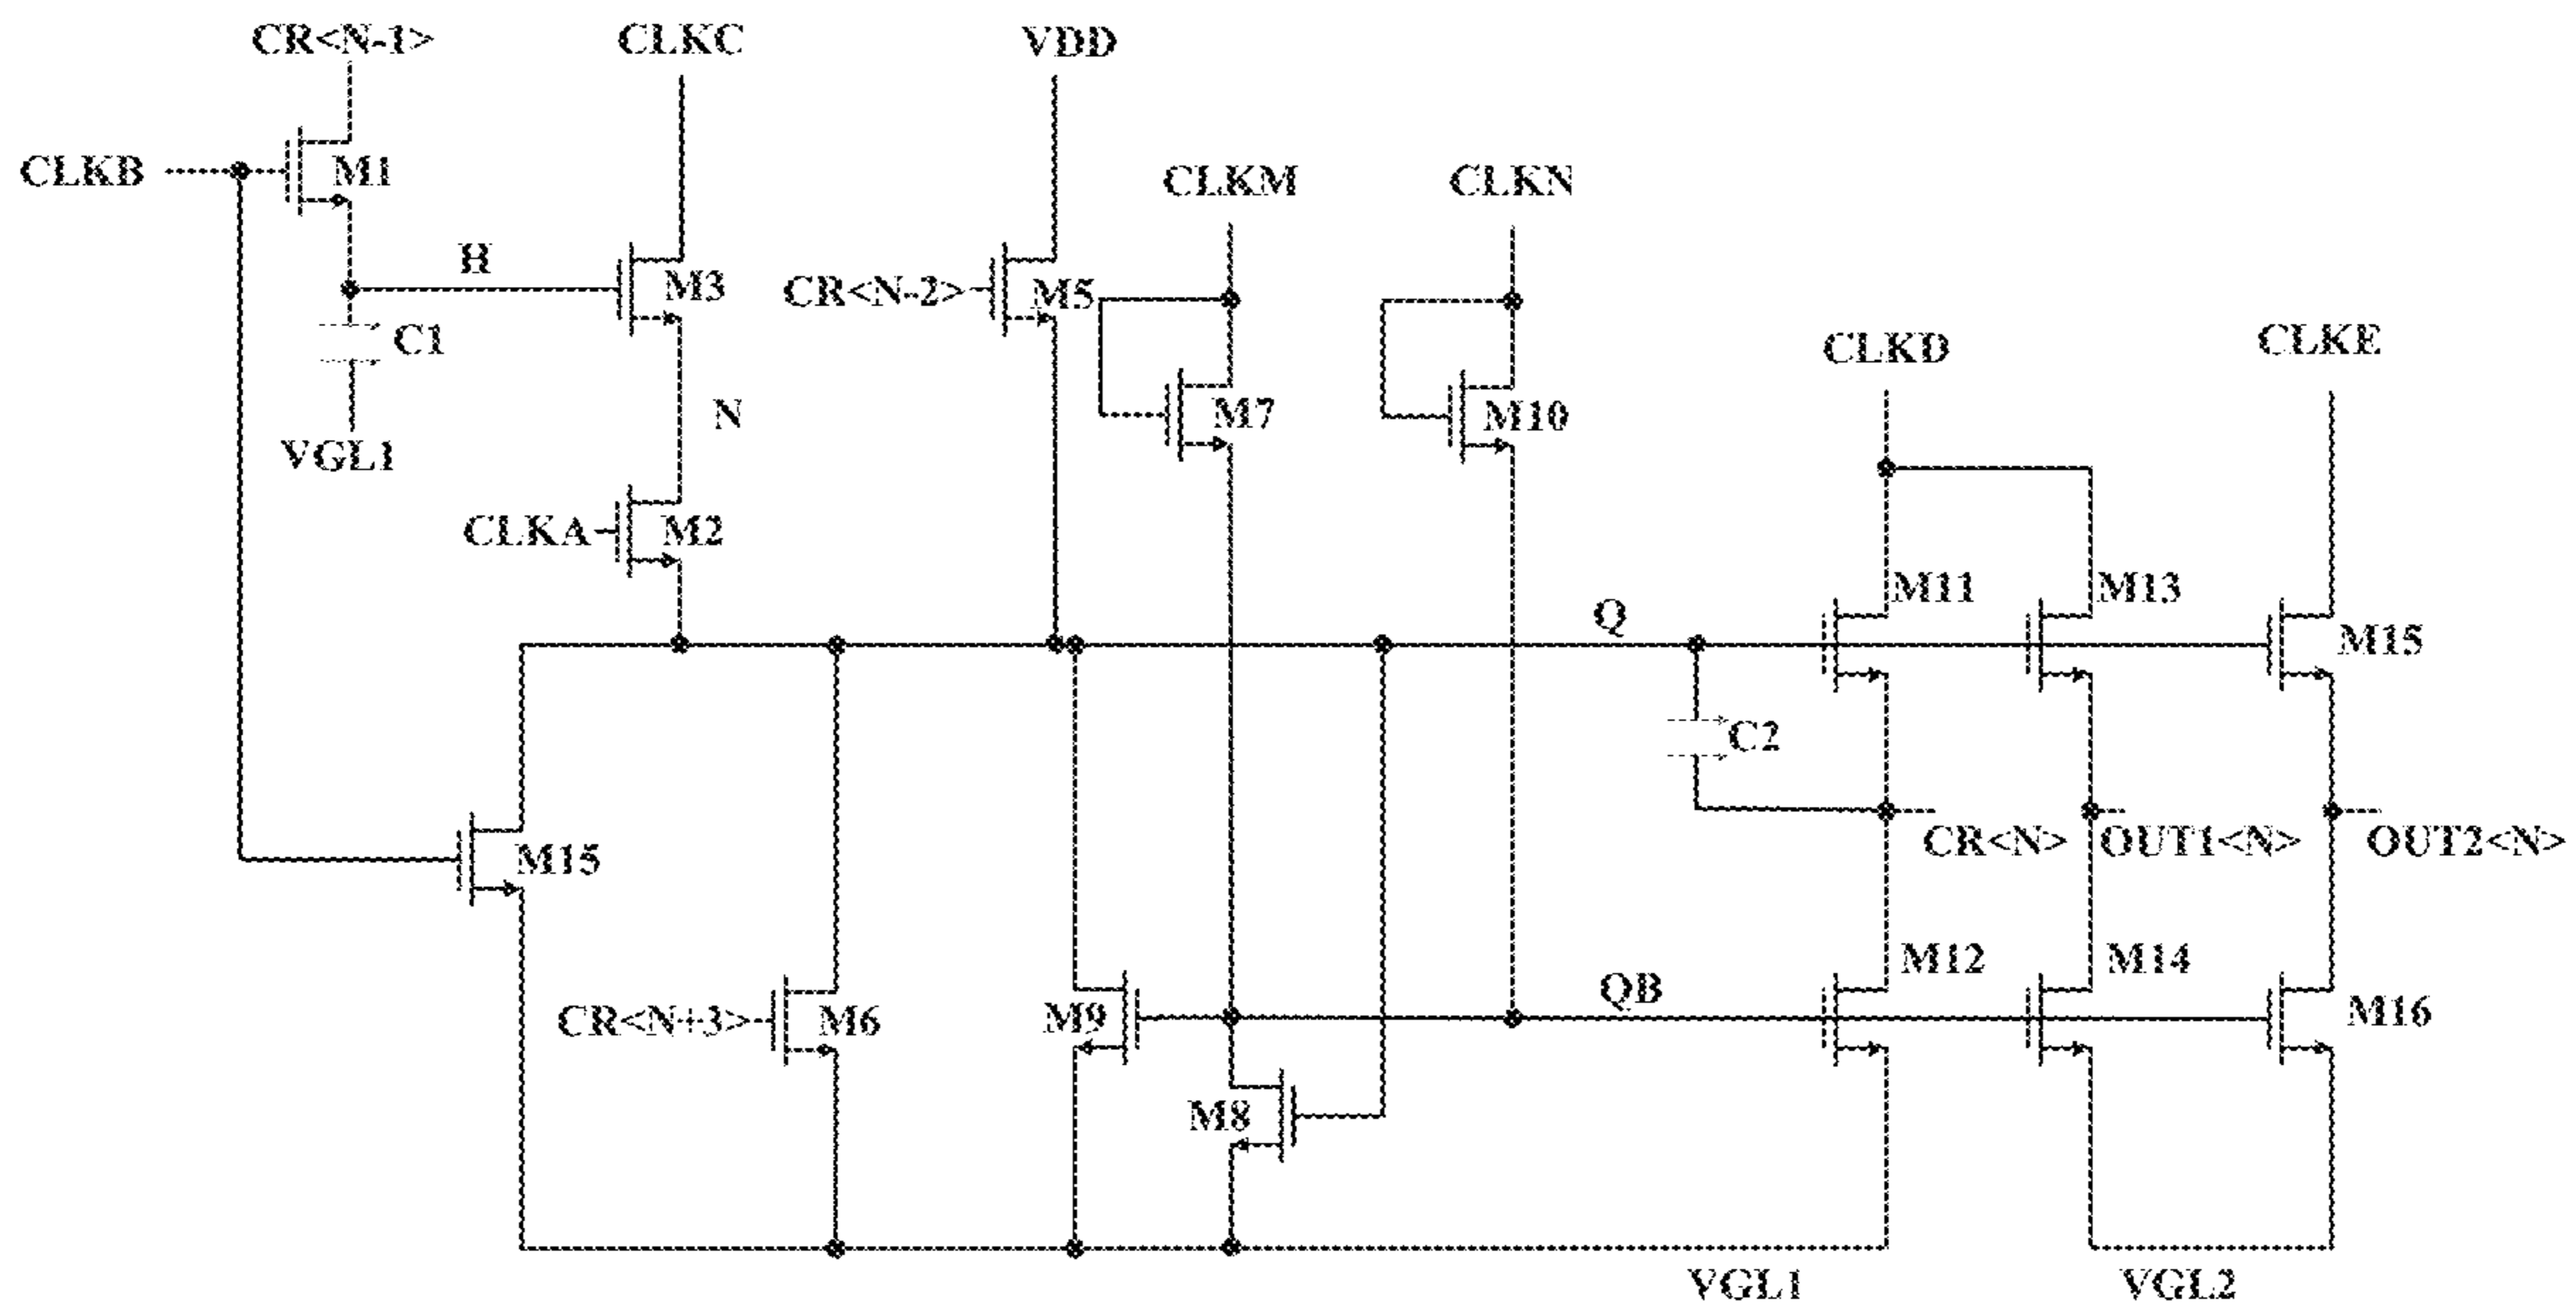 CR<N-1>
CLKC
VDD
CLKB
M1
CLKM
CLKN
H
M3
CR<N-2>
M5
C1
CLKD
CLKE
N
M7
M10
VGL1
CLKA
M2
M11
M13
Q
M15
C2
M15
CR<N>
OUT1<N>
OUT2<N>
M12
M14
QB
CR<N+3>
M6
M9
M16
M8
VGL1
VGL2